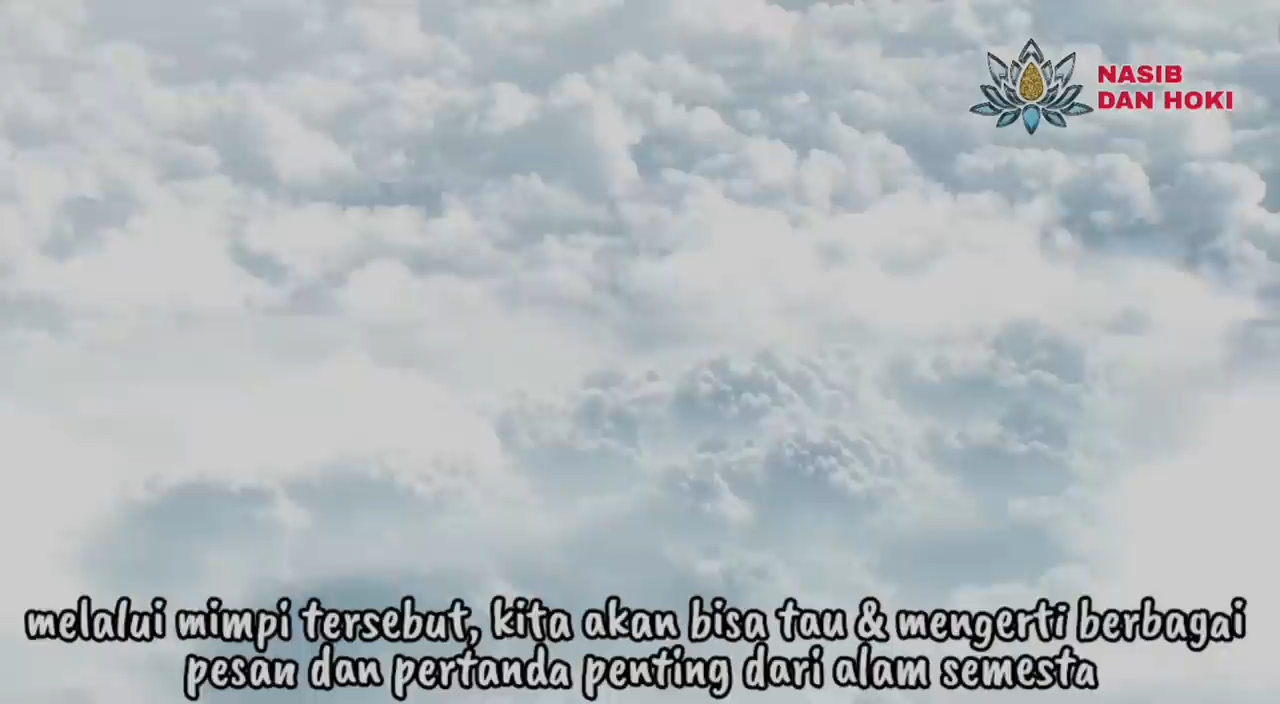 NASIB
DAN HOKI
melalui mimpi tersebut, kita akan bisa tau & mengerti berbagai
pesan dan pertanda penting dari alam semesta